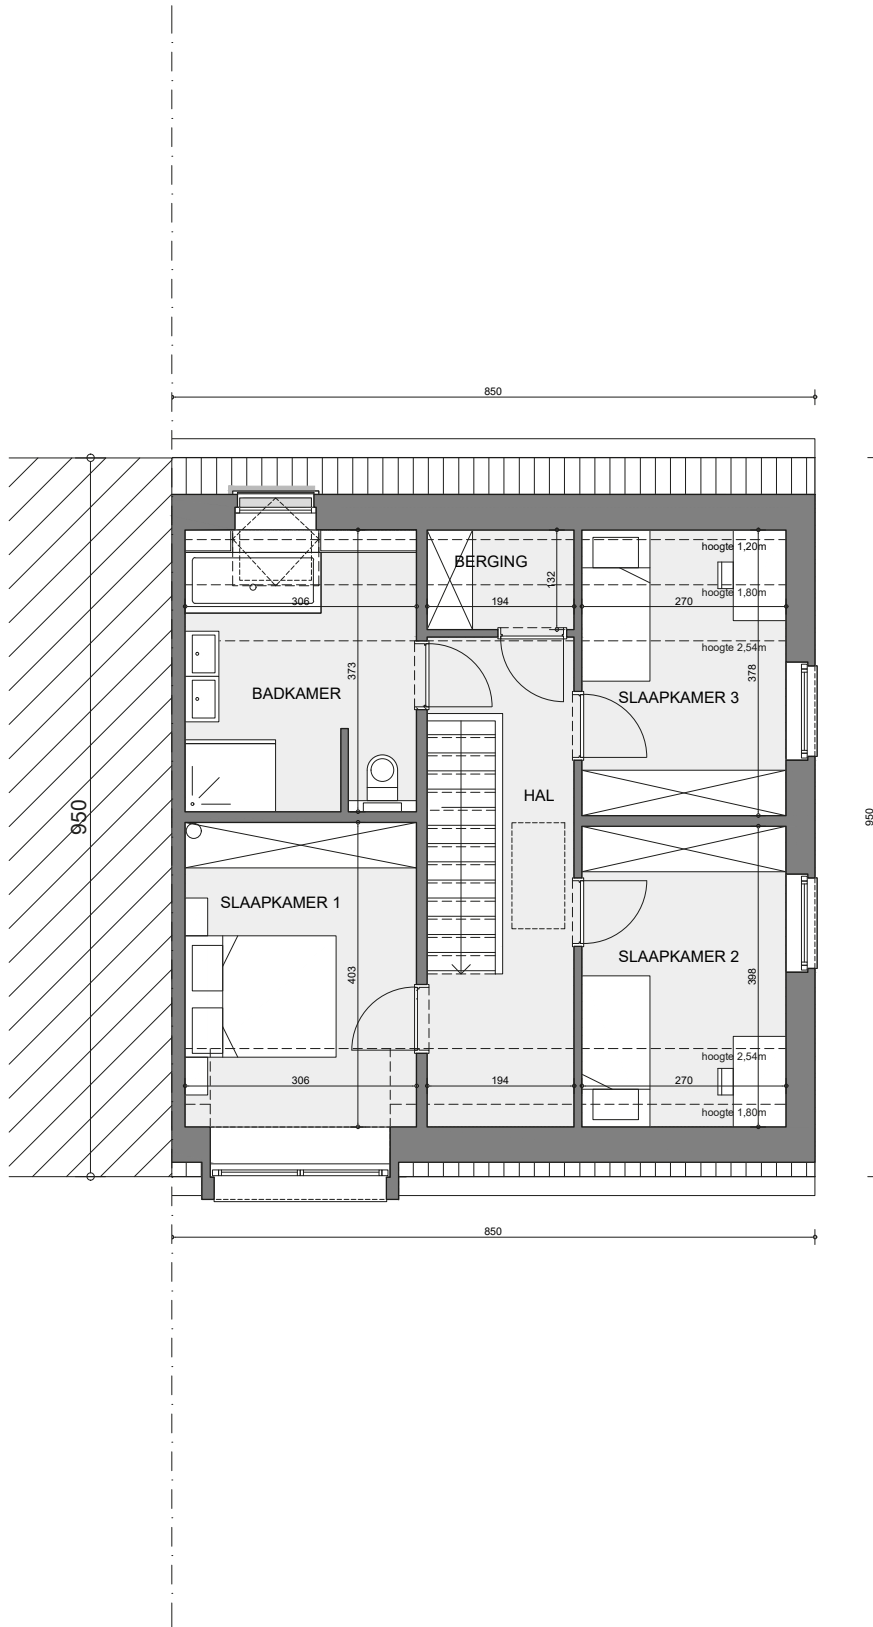 850
hoogte 1,20m
BERGING
132
hoogte 1,80m
306
194
270
hoogte 2,54m
373
378
BADKAMER
SLAAPKAMER 3
HAL
950
950
SLAAPKAMER 1
SLAAPKAMER 2
403
398
hoogte 2,54m
306
194
270
hoogte 1,80m
850